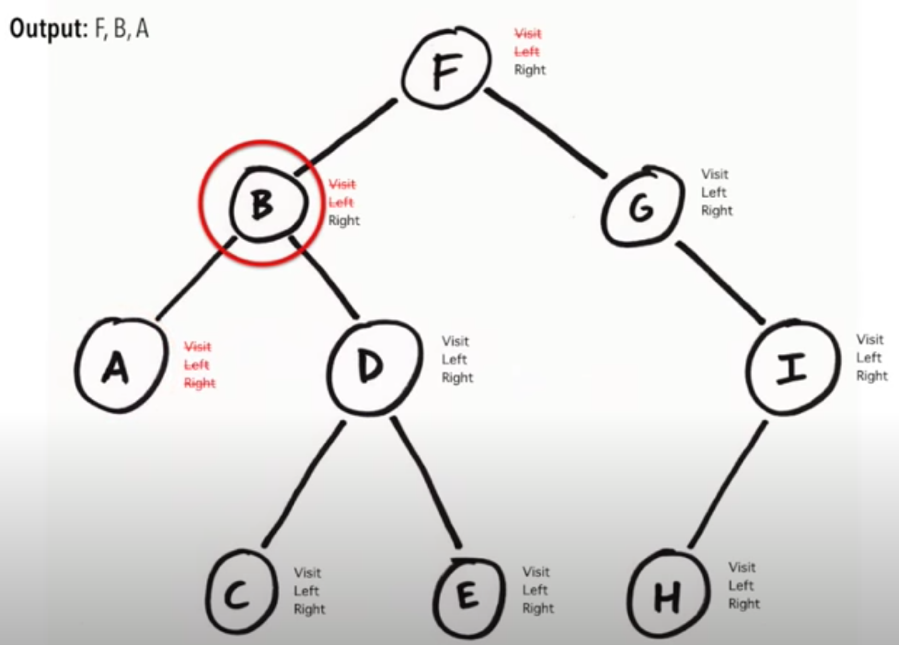 Output: F, B, A
F
Visit
Left
Right
B
Visit
Left
Right
G
Visit
Left
Right
A
Visit
Left
Right
D
Visit
Left
Right
I
Visit
Left
Right
C
Visit
Left
Right
E
Visit
Left
Right
H
Visit
Left
Right